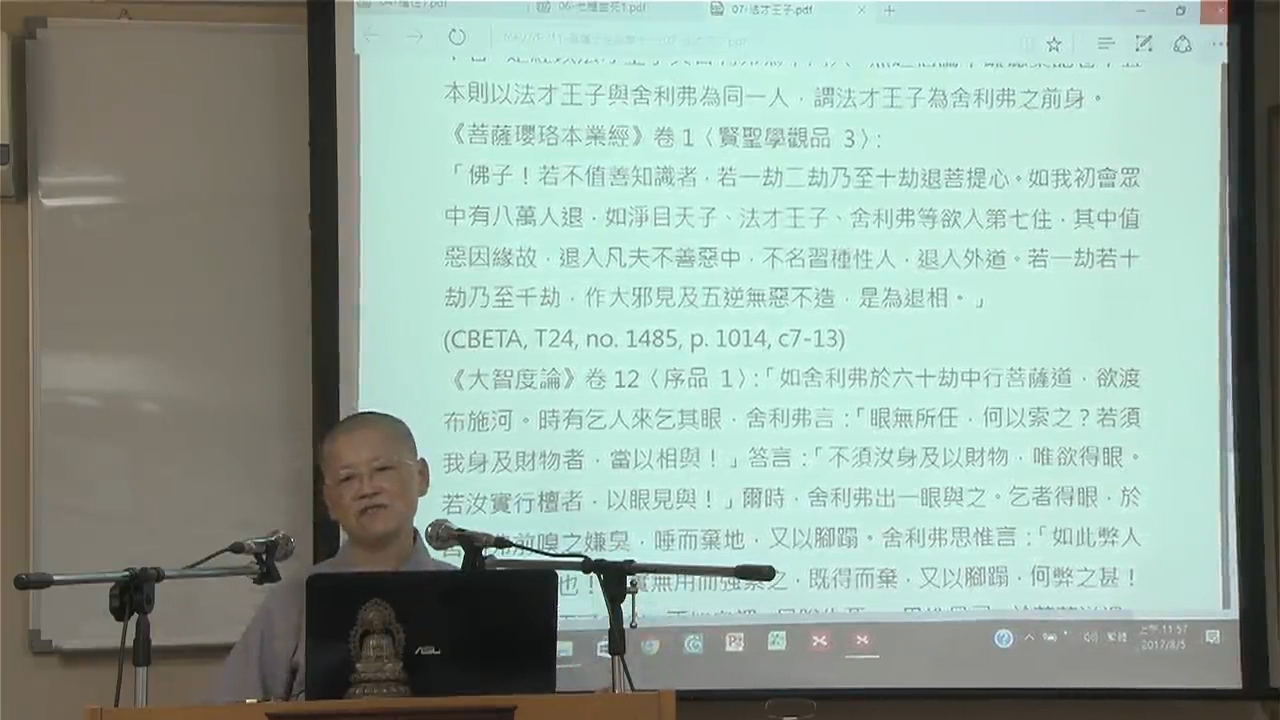 07-法才王子.pdf
本則以法才王子與舍利弗為同一人，謂法才王子為舍利弗之前身。
《菩薩瓔珞本業經》卷 1〈賢聖學觀品 3〉：
「佛子！若不值善知識者，若一劫二劫乃至十劫退菩提心。如我初會眾
中有八萬人退，如淨目天子、法才王子、舍利弗等欲入第七住，其中值
惡因緣故，退入凡夫不善惡中，不名習種性人，退入外道。若一劫若十
劫乃至千劫，作大邪見及五逆無惡不造，是為退相。」
(CBETA, T24, no. 1485, p. 1014, c7-13)
《大智度論》卷 12〈序品 1〉：「如舍利弗於六十劫中行菩薩道，欲渡
布施河。時有乞人來乞其眼，舍利弗言：「眼無所任，何以索之？若須
我身及財物者，當以相與！」答言：「不須汝身及以財物，唯欲得眼。
若汝實行檀者，以眼見與！」爾時，舍利弗出一眼與之。乞者得眼，於
弗前嗅之嫌臭，唾而棄地，又以腳蹋。舍利弗思惟言：「如此弊人
也！ 無用而強索之，既得而棄，又以腳蹋，何弊之甚！
上午 11:57
2017/8/5
ASUS